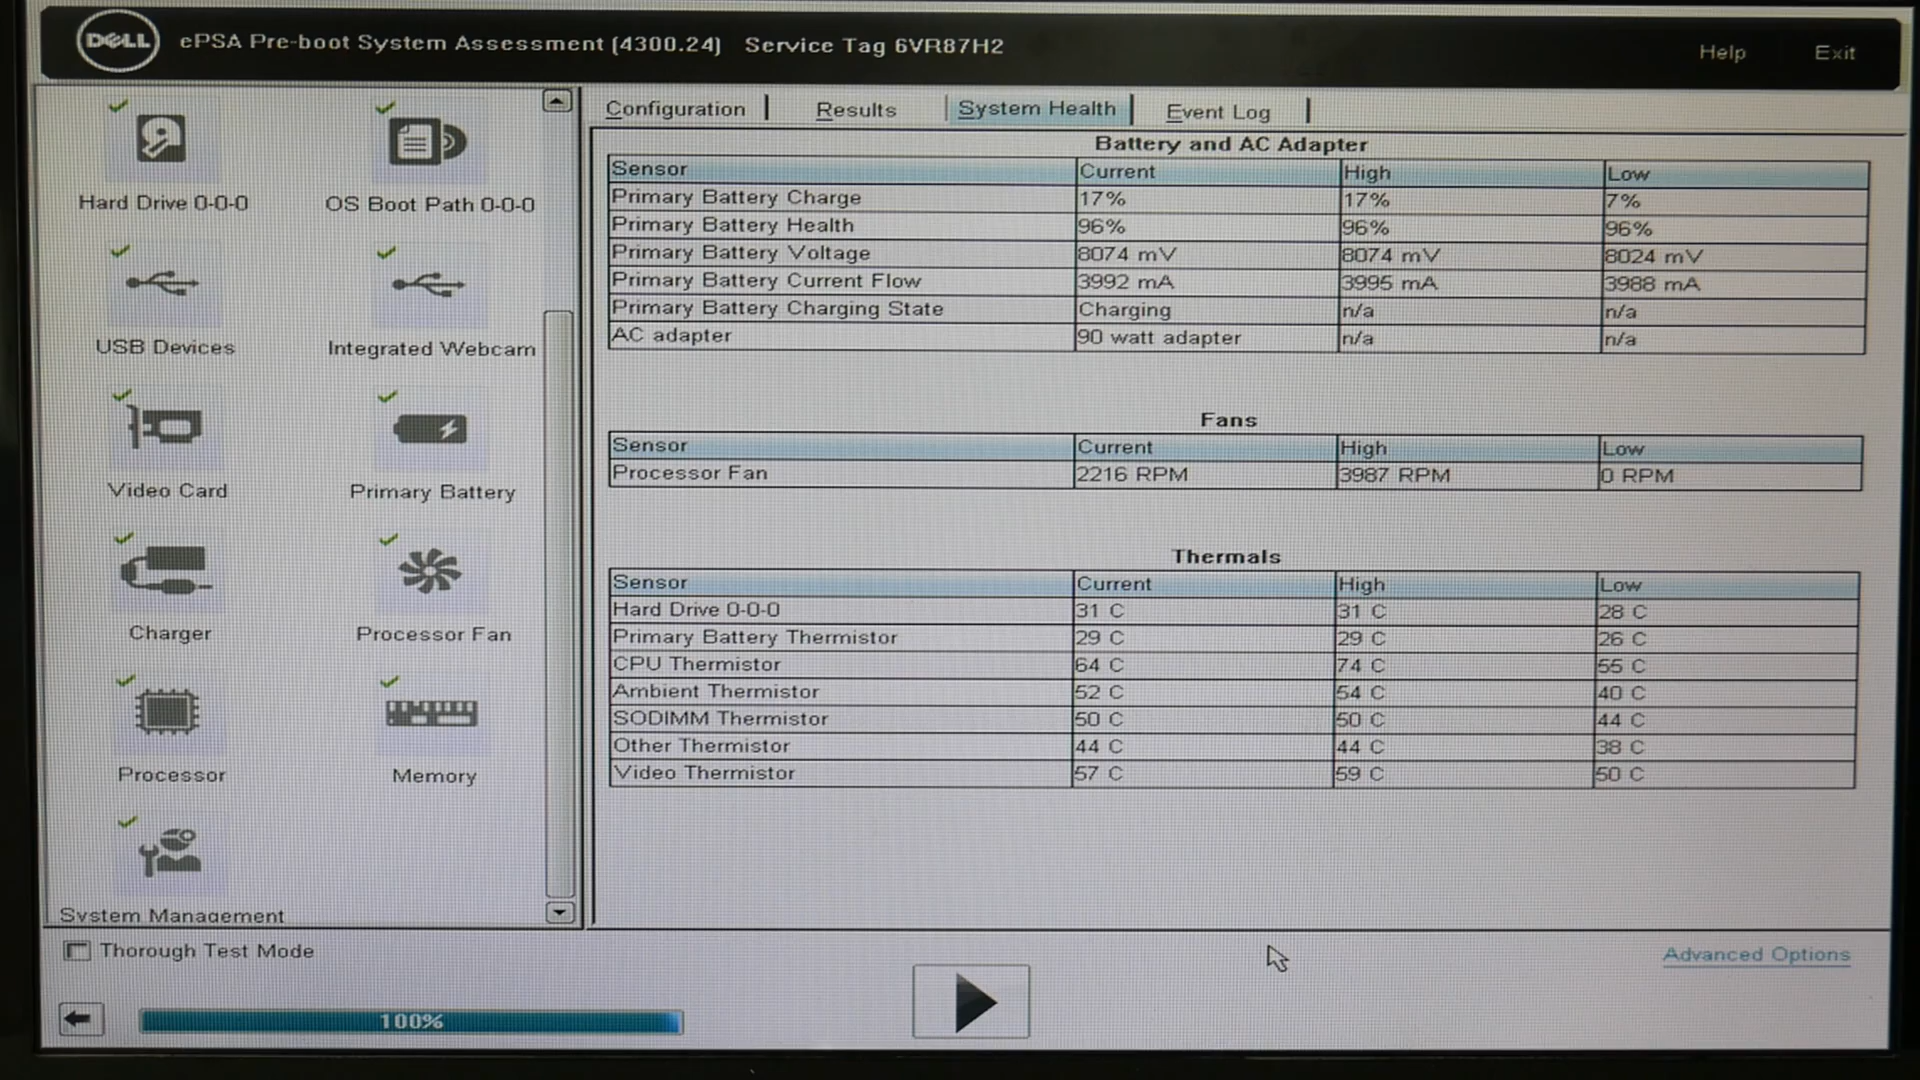 DELL ePSA Pre-boot System Assessment (4300.24) Service Tag 6VR87H2 Help Exit
Hard Drive 0-0-0 OS Boot Path 0-0-0
USB Devices Integrated Webcam
Video Card Primary Battery
Charger Processor Fan
Processor Memory
System Management
Configuration Results System Health Event Log
Battery and AC Adapter
Sensor Current High Low
Primary Battery Charge 17% 17% 7%
Primary Battery Health 96% 96% 96%
Primary Battery Voltage 8074 mV 8074 mV 8024 mV
Primary Battery Current Flow 3992 mA 3995 mA 3988 mA
Primary Battery Charging State Charging n/a n/a
AC adapter 90 watt adapter n/a n/a
Fans
Sensor Current High Low
Processor Fan 2216 RPM 3987 RPM 0 RPM
Thermals
Sensor Current High Low
Hard Drive 0-0-0 31 C 31 C 28 C
Primary Battery Thermistor 29 C 29 C 26 C
CPU Thermistor 64 C 74 C 55 C
Ambient Thermistor 52 C 54 C 40 C
SODIMM Thermistor 50 C 50 C 44 C
Other Thermistor 44 C 44 C 38 C
Video Thermistor 57 C 59 C 50 C
Thorough Test Mode
Advanced Options
100%